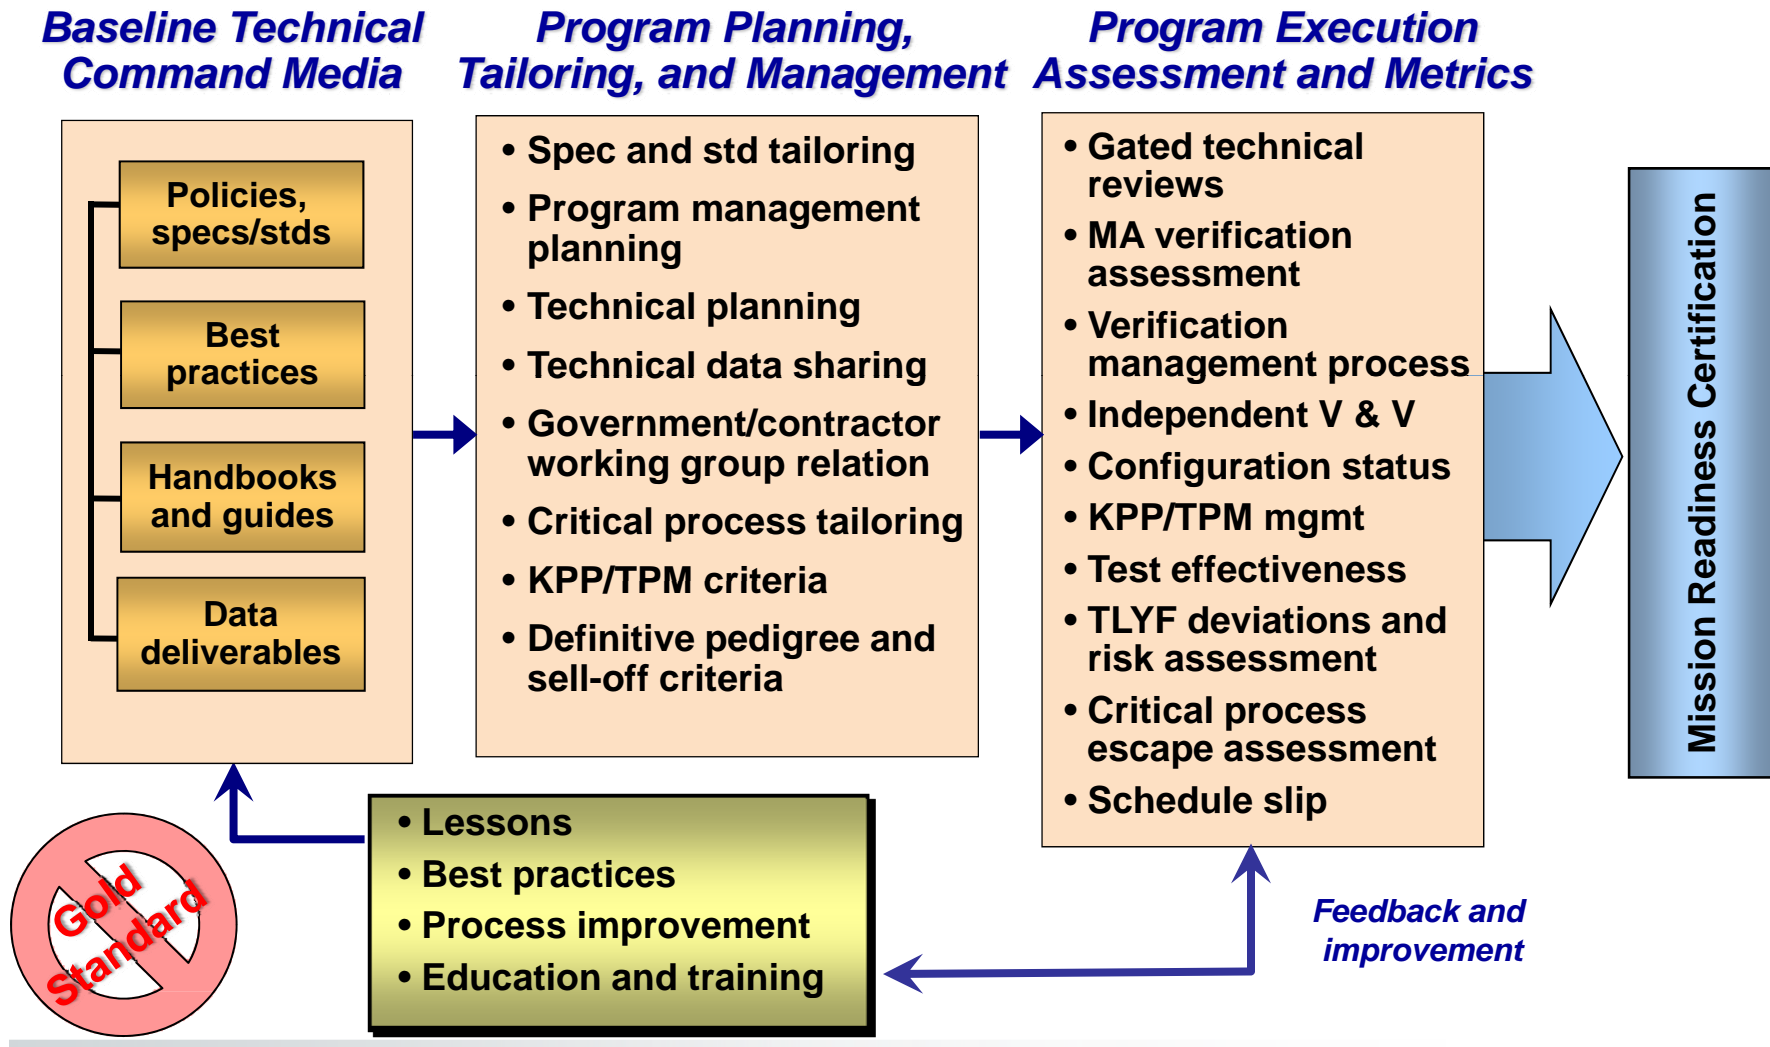 Baseline Technical
Command Media
Program Planning,
Tailoring, and Management
Program Execution
Assessment and Metrics
Policies,
specs/stds
Best
practices
Handbooks
and guides
Data
deliverables
• Spec and std tailoring
• Program management
planning
• Technical planning
• Technical data sharing
• Government/contractor
working group relation
• Critical process tailoring
• KPP/TPM criteria
• Definitive pedigree and
sell-off criteria
• Gated technical
reviews
• MA verification
assessment
• Verification
management process
• Independent V & V
• Configuration status
• KPP/TPM mgmt
• Test effectiveness
• TLYF deviations and
risk assessment
• Critical process
escape assessment
• Schedule slip
Mission Readiness Certification
Gold
Standard
• Lessons
• Best practices
• Process improvement
• Education and training
Feedback and
improvement